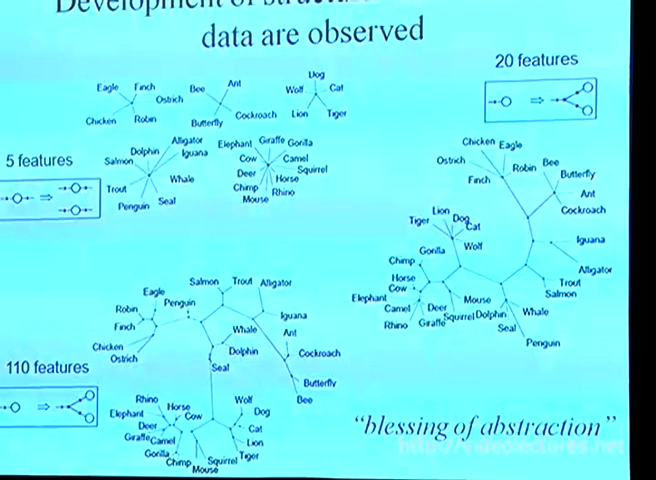 data are observed
20 features
Eagle Finch
Ostrich
Chicken Robin
Bee Ant
Butterfly Cockroach
Dog
Wolf Cat
Lion Tiger
5 features
Dolphin Alligator
Salmon Iguana
Trout Whale
Penguin Seal
Elephant Giraffe Gorilla
Cow Camel
Deer Squirrel
Chimp Horse
Mouse Rhino
Chicken Eagle
Ostrich Robin Bee
Finch Butterfly
Ant
Cockroach
Lion
Tiger Dog Cat
Gorilla Wolf
Iguana
Chimp
Alligator
Horse
Cow
Trout
Salmon
Elephant
Camel Deer Mouse
Rhino Giraffe Squirrel Dolphin Whale
Seal
Penguin
Salmon Trout Alligator
Eagle
Penguin
Robin
Finch
Iguana
Whale Ant
Chicken
Ostrich
Dolphin Cockroach
Seal
Butterfly
Bee
110 features
Rhino Horse
Elephant Cow
Deer
Giraffe Camel
Gorilla Chimp
Mouse
Squirrel Tiger
Wolf
Dog
Cat
Lion
"blessing of abstraction"
http://videolectures.net